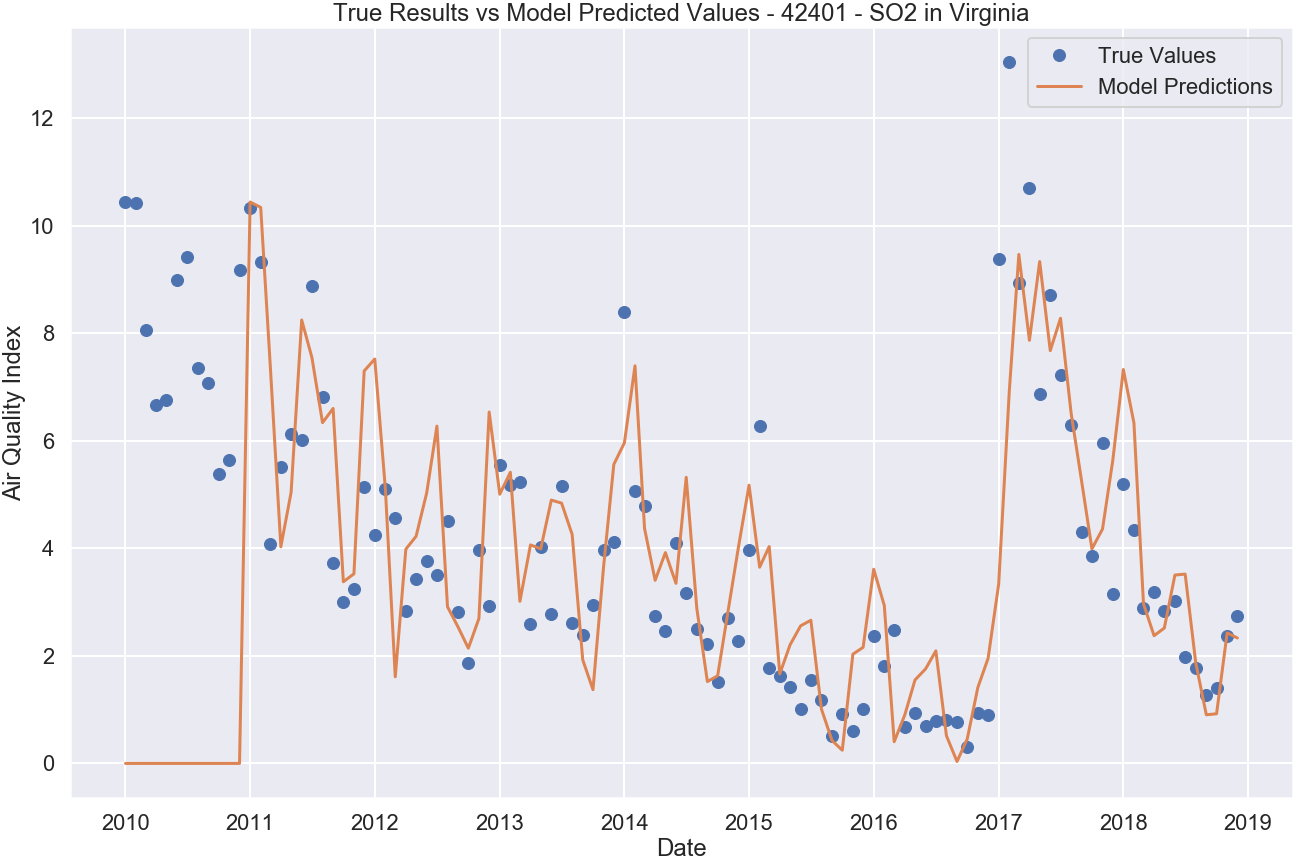 True Results vs Model Predicted Values - 42401 - SO2 in Virginia
True Values
Model Predictions
Air Quality Index
12
10
8
6
4
2
0
2010 2011 2012 2013 2014 2015 2016 2017 2018 2019
Date